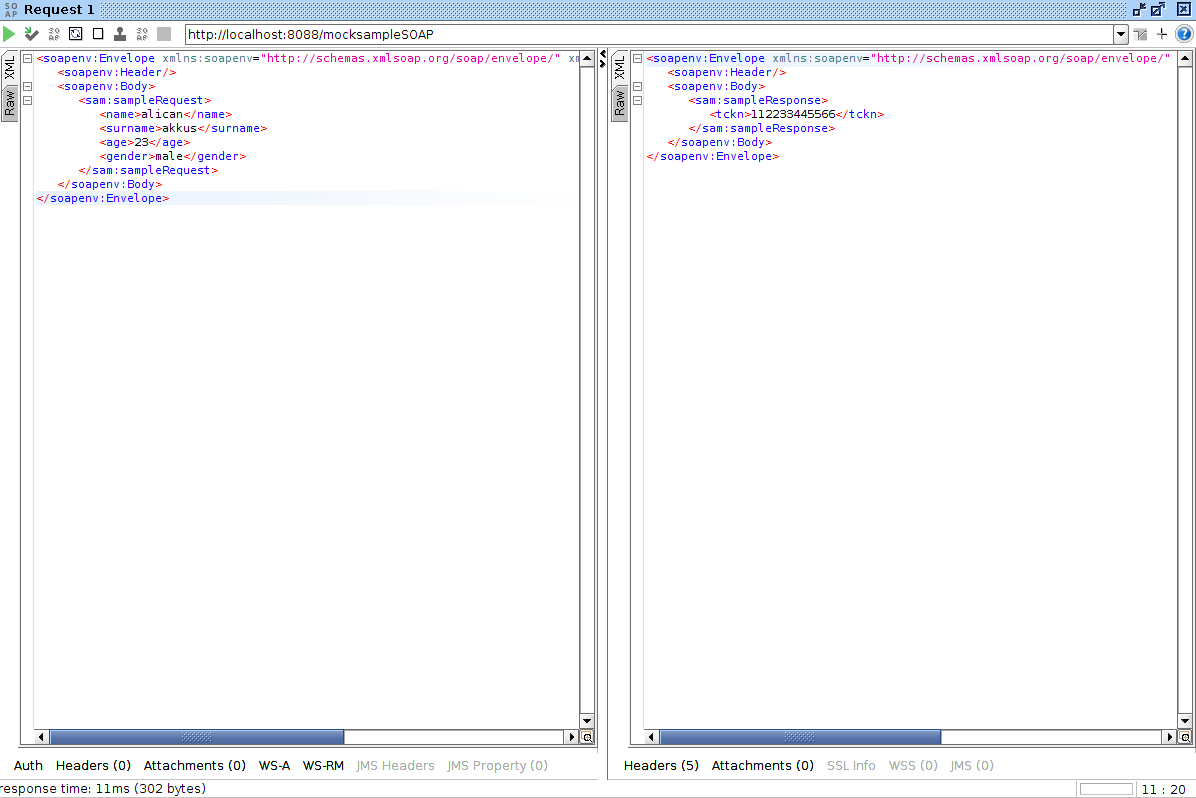 SO
AP
Request 1
SO
AP
SO
AP
http://localhost:8088/mocksampleSOAP
XML
Raw
<soapenv:Envelope xmlns:soapenv="http://schemas.xmlsoap.org/soap/envelope/" xm
<soapenv:Header/>
<soapenv:Body>
<sam:sampleRequest>
<name>alican</name>
<surname>akkus</surname>
<age>23</age>
<gender>male</gender>
</sam:sampleRequest>
</soapenv:Body>
</soapenv:Envelope>
XML
Raw
<soapenv:Envelope xmlns:soapenv="http://schemas.xmlsoap.org/soap/envelope/"
<soapenv:Header/>
<soapenv:Body>
<sam:sampleResponse>
<tckn>112233445566</tckn>
</sam:sampleResponse>
</soapenv:Body>
</soapenv:Envelope>
Auth Headers (0) Attachments (0) WS-A WS-RM JMS Headers JMS Property (0)
Headers (5) Attachments (0) SSL Info WSS (0) JMS (0)
response time: 11ms (302 bytes)
11 : 20